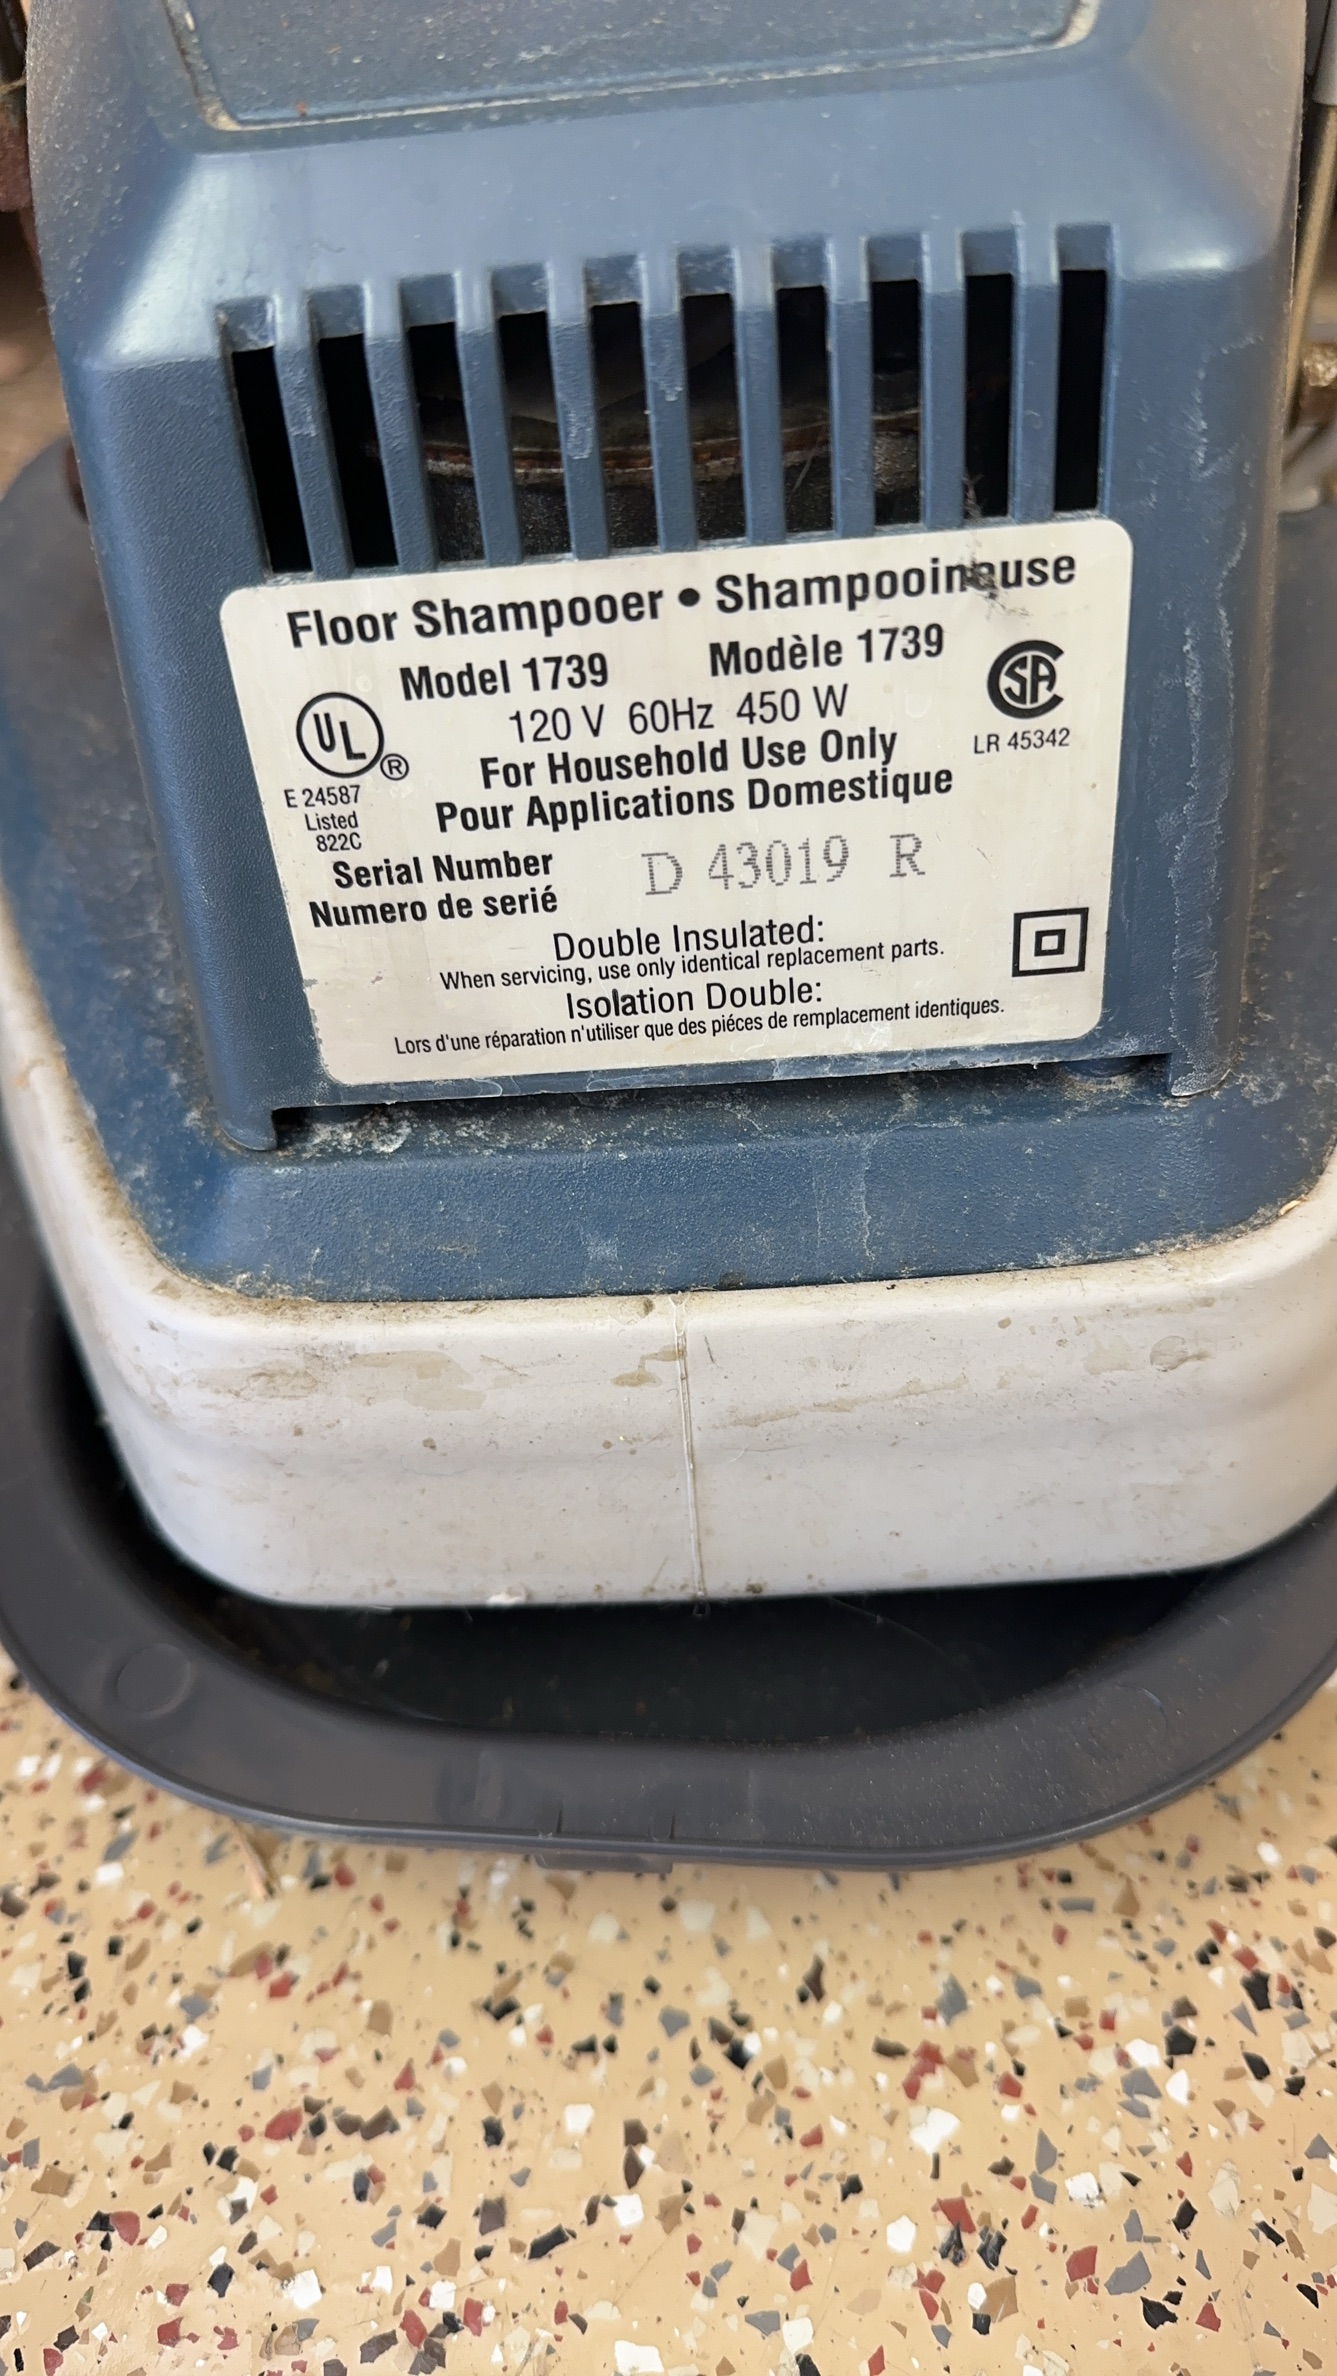 Floor Shampooer • Shampooineuse
Model 1739 Modèle 1739
120 V 60Hz 450 W
For Household Use Only
Pour Applications Domestique
UL ®
E 24587
Listed
822C
SA
LR 45342
Serial Number D 43019 R
Numero de serié
Double Insulated:
When servicing, use only identical replacement parts.
Isolation Double:
Lors d'une réparation n'utiliser que des piéces de remplacement identiques.